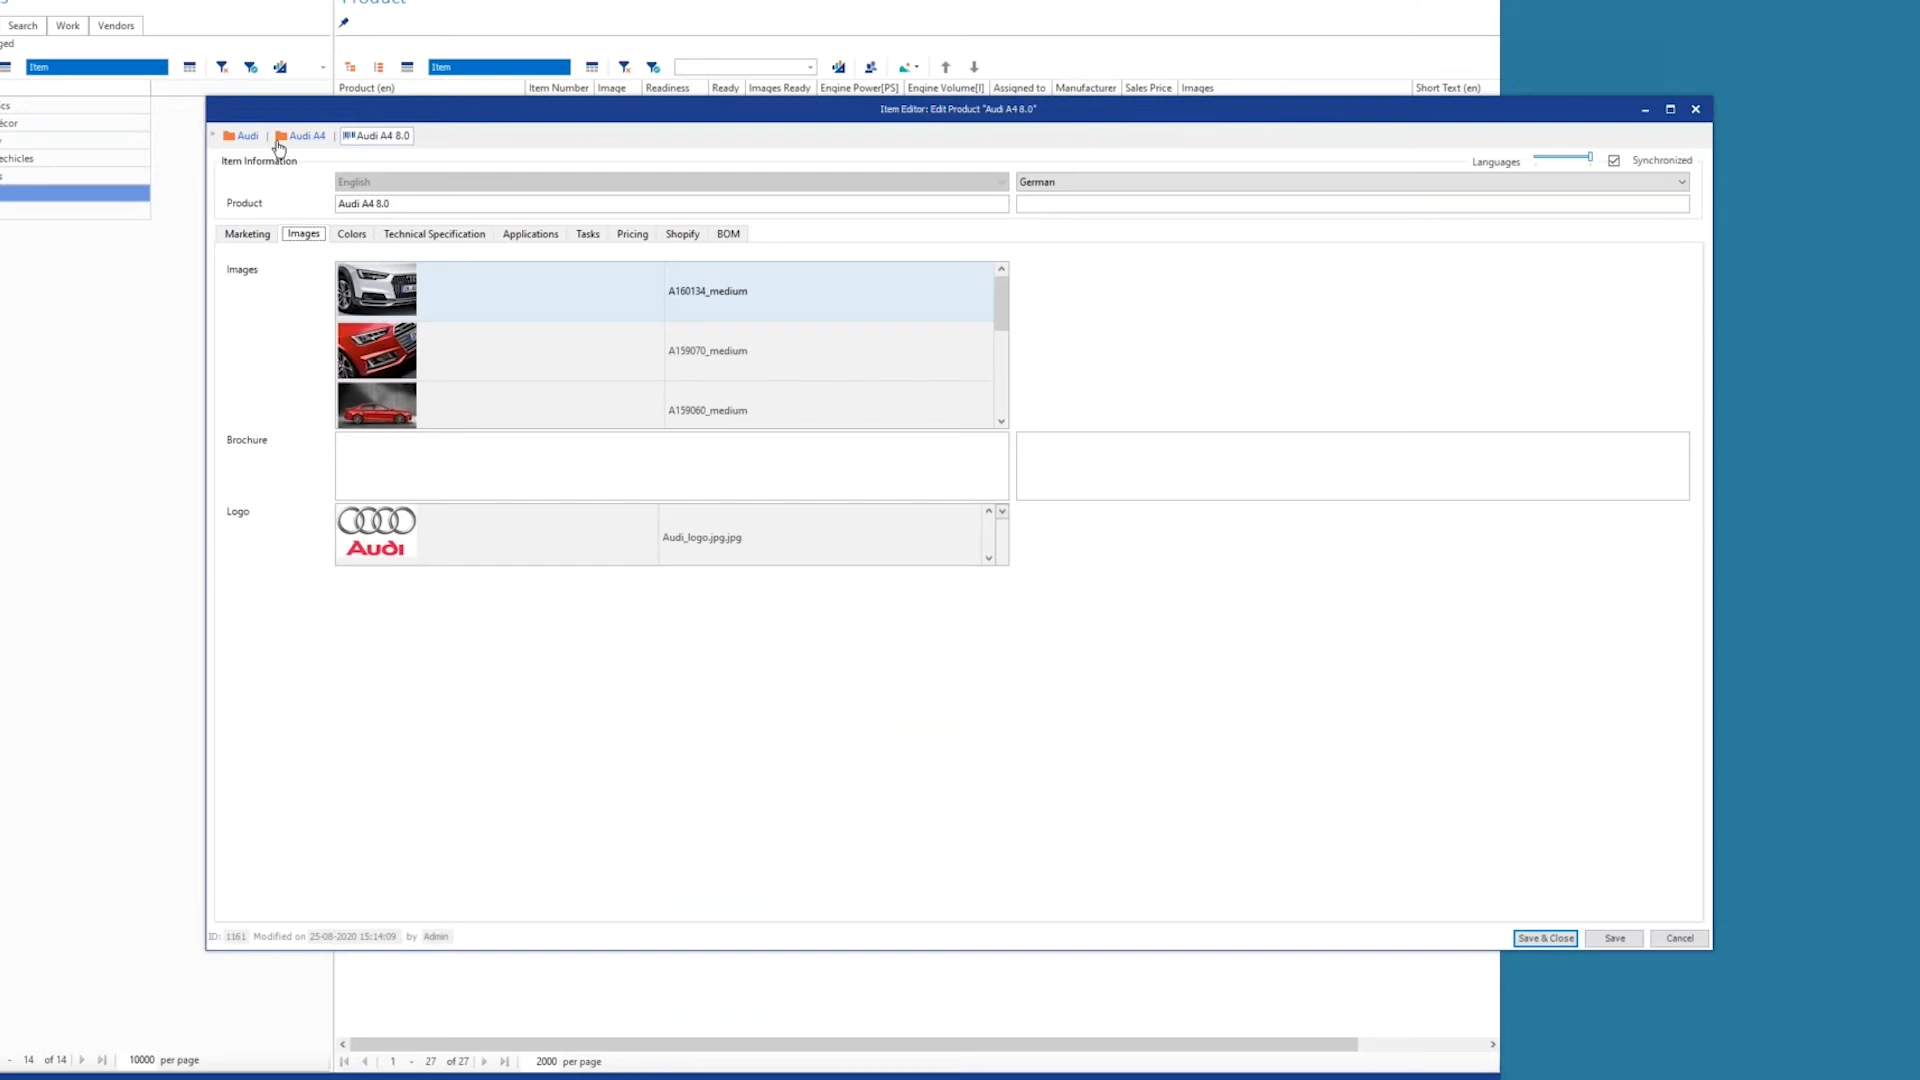 Product
Search Work Vendors
ged
Item Item
Product (en) Item Number Image Readiness Ready Images Ready Engine Power[PS] Engine Volume[l] Assigned to Manufacturer Sales Price Images Short Text (en)
ics
écor
echicles
s
Item Editor: Edit Product "Audi A4 8.0"
Audi | Audi A4 | Audi A4 8.0
Item Information Languages Synchronized
English German
Product Audi A4 8.0
Marketing Images Colors Technical Specification Applications Tasks Pricing Shopify BOM
Images
A160134_medium
A159070_medium
A159060_medium
Brochure
Logo
Audi
Audi_logo.jpg.jpg
ID: 1161 Modified on 25-08-2020 15:14:09 by Admin
Save & Close Save Cancel
- 14 of 14 10000 per page
1 - 27 of 27 2000 per page